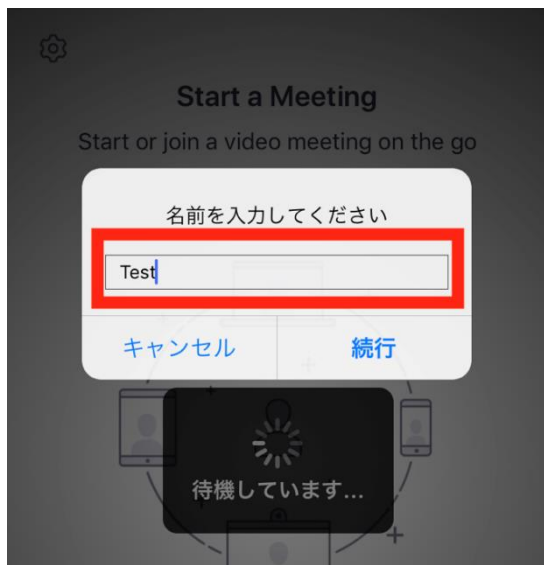 Start a Meeting
Start or join a video meeting on the go
名前を入力してください
Test
キャンセル
続行
待機しています...